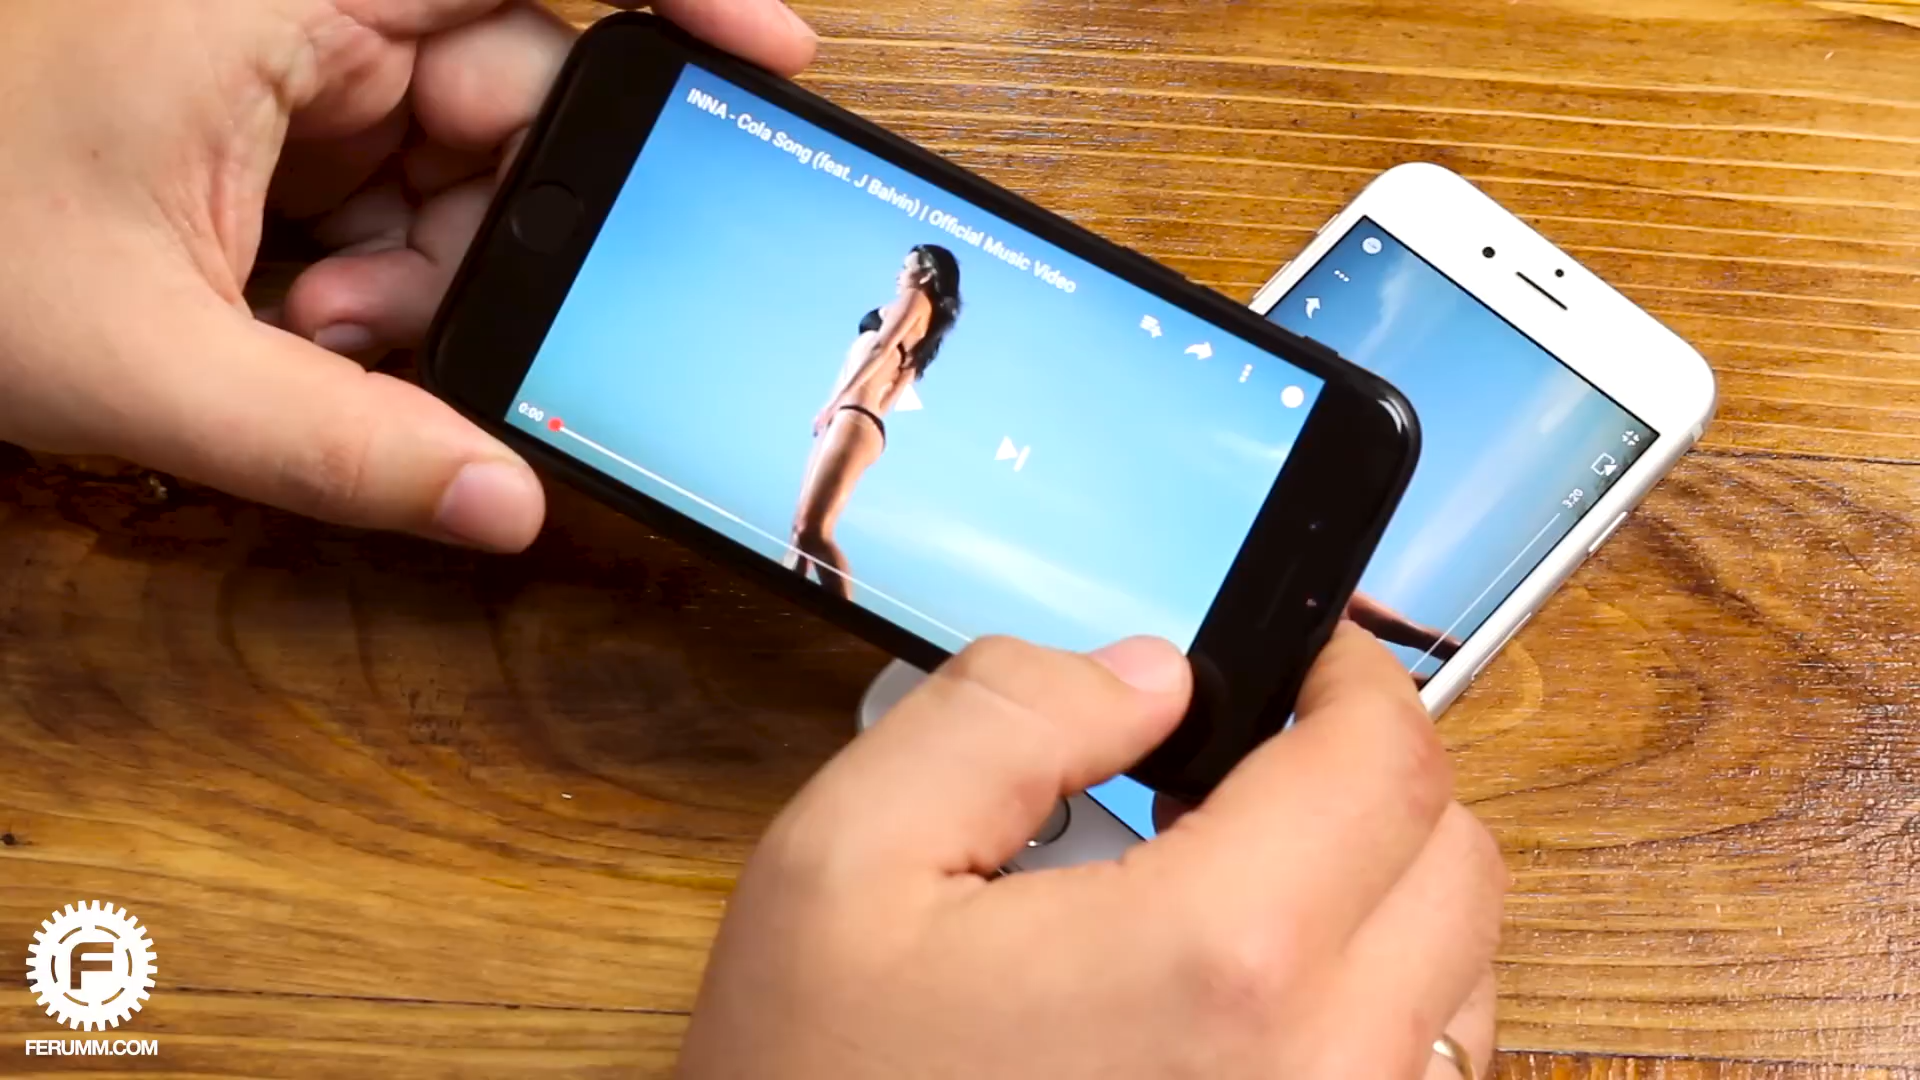 INNA - Cola Song (feat. J Balvin) | Official Music Video
0:00
3:20
F
FERUMM.COM